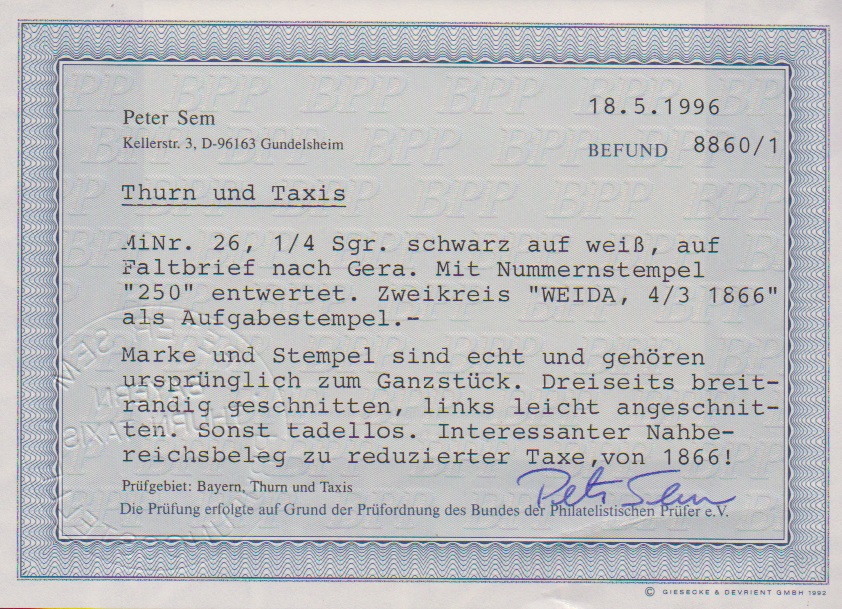 Peter Sem
Kellerstr. 3, D-96163 Gundelsheim
18.5.1996
BEFUND 8860/1
Thurn und Taxis
MiNr. 26, 1/4 Sgr. schwarz auf weiß, auf
Faltbrief nach Gera. Mit Nummernstempel
"250" entwertet. Zweikreis "WEIDA, 4/3 1866"
als Aufgabestempel.-
Marke und Stempel sind echt und gehören
ursprünglich zum Ganzstück. Dreiseits breit-
randig geschnitten, links leicht angeschnit-
ten. Sonst tadellos. Interessanter Nahbe-
reichsbeleg zu reduzierter Taxe,von 1866!
Prüfgebiet: Bayern, Thurn und Taxis
Peter Sem
Die Prüfung erfolgte auf Grund der Prüfordnung des Bundes der Philatelistischen Prüfer e.V.
© GIESECKE & DEVRIENT GMBH 1992